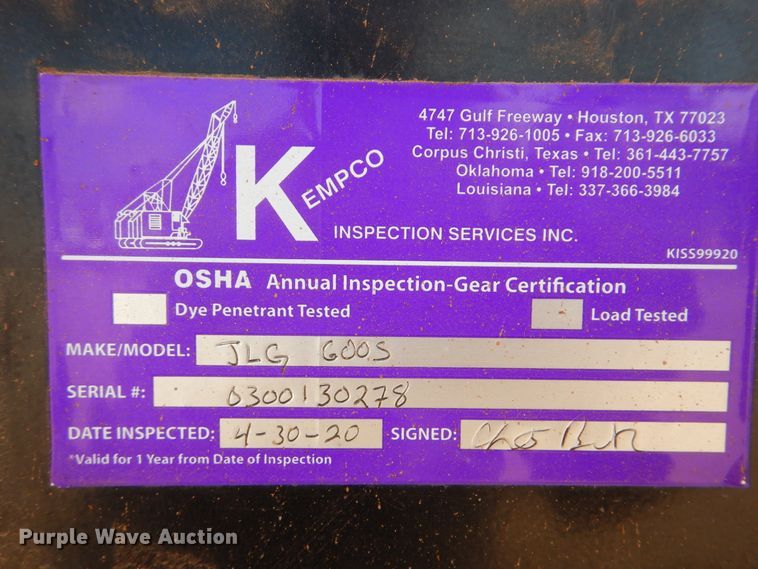 4747 Gulf Freeway • Houston, TX 77023
Tel: 713-926-1005 • Fax: 713-926-6033
Corpus Christi, Texas • Tel: 361-443-7757
Oklahoma • Tel: 918-200-5511
Louisiana • Tel: 337-366-3984
KEMPCO
INSPECTION SERVICES INC.
KISS99920
OSHA Annual Inspection-Gear Certification
Dye Penetrant Tested Load Tested
MAKE/MODEL: JLG 600S
SERIAL #: 0300130278
DATE INSPECTED: 4-30-20 SIGNED:
*Valid for 1 Year from Date of Inspection
Purple Wave Auction